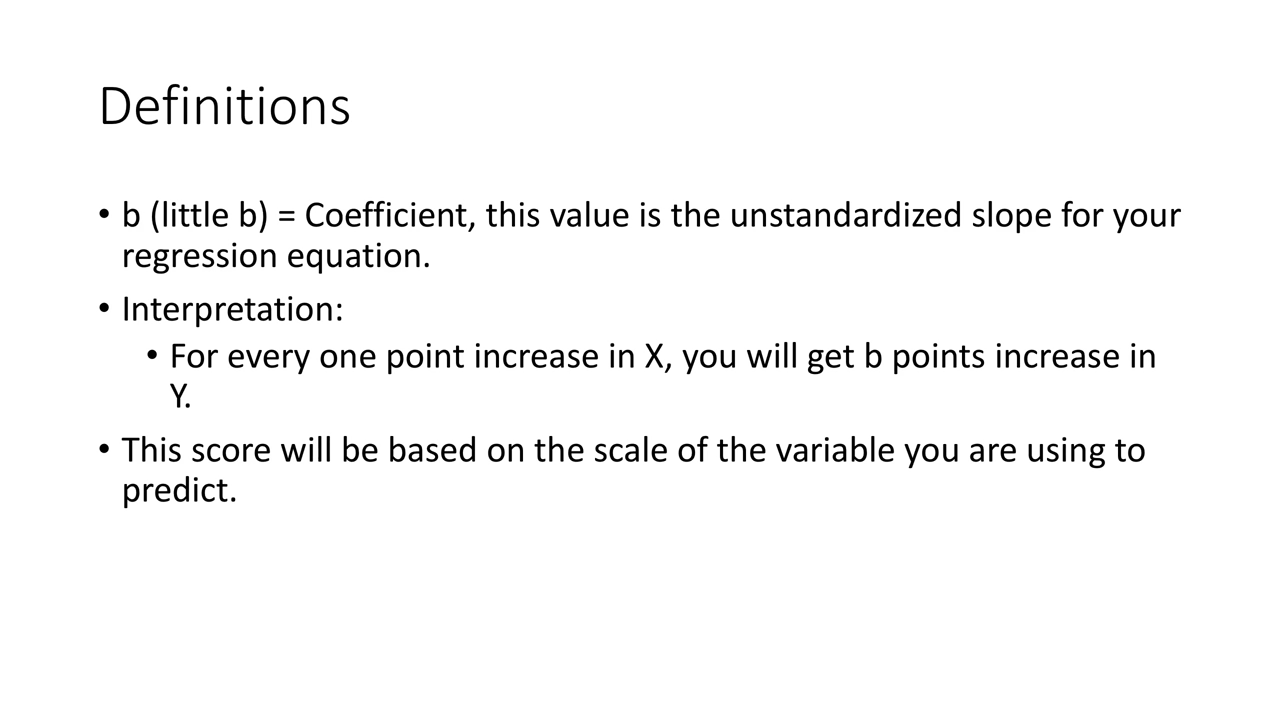 Definitions
• b (little b) = Coefficient, this value is the unstandardized slope for your
regression equation.
• Interpretation:
• For every one point increase in X, you will get b points increase in
Y.
• This score will be based on the scale of the variable you are using to
predict.